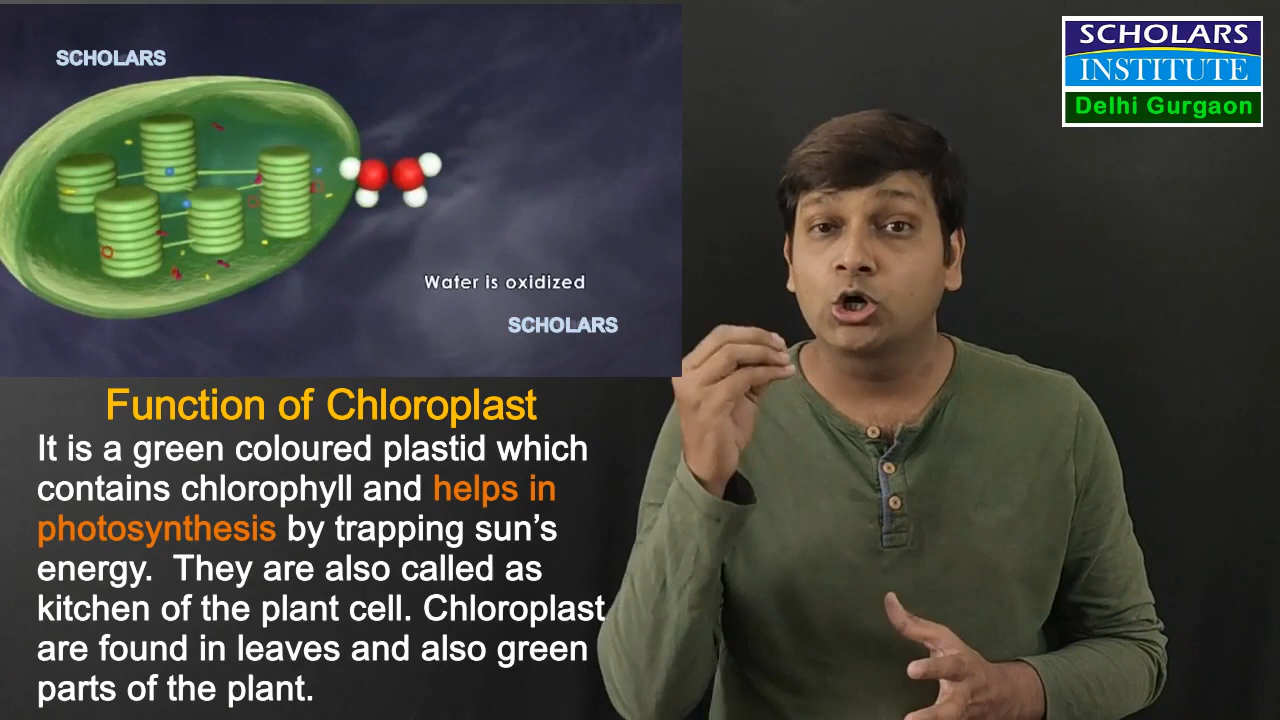 SCHOLARS
SCHOLARS
INSTITUTE
Delhi Gurgaon
Water is oxidized
SCHOLARS
Function of Chloroplast
It is a green coloured plastid which
contains chlorophyll and helps in
photosynthesis by trapping sun’s
energy.  They are also called as
kitchen of the plant cell. Chloroplast
are found in leaves and also green
parts of the plant.